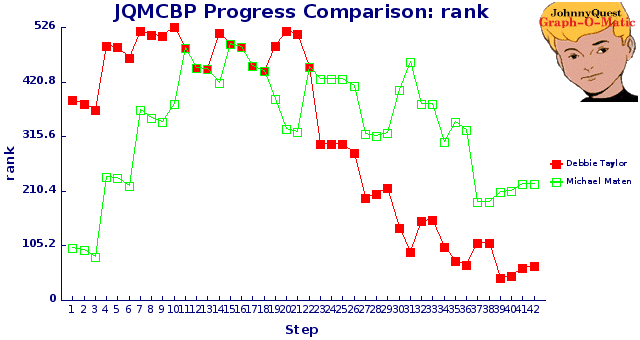 JQMCBP Progress Comparison: rank
JohnnyQuest
Graph-O-Matic
526
420.8
315.6
210.4
105.2
0
rank
1 2 3 4 5 6 7 8 9 10 11 12 13 14 15 16 17 18 19 20 21 22 23 24 25 26 27 28 29 30 31 32 33 34 35 36 37 38 39 40 41 42
Step
Debbie Taylor
Michael Maten